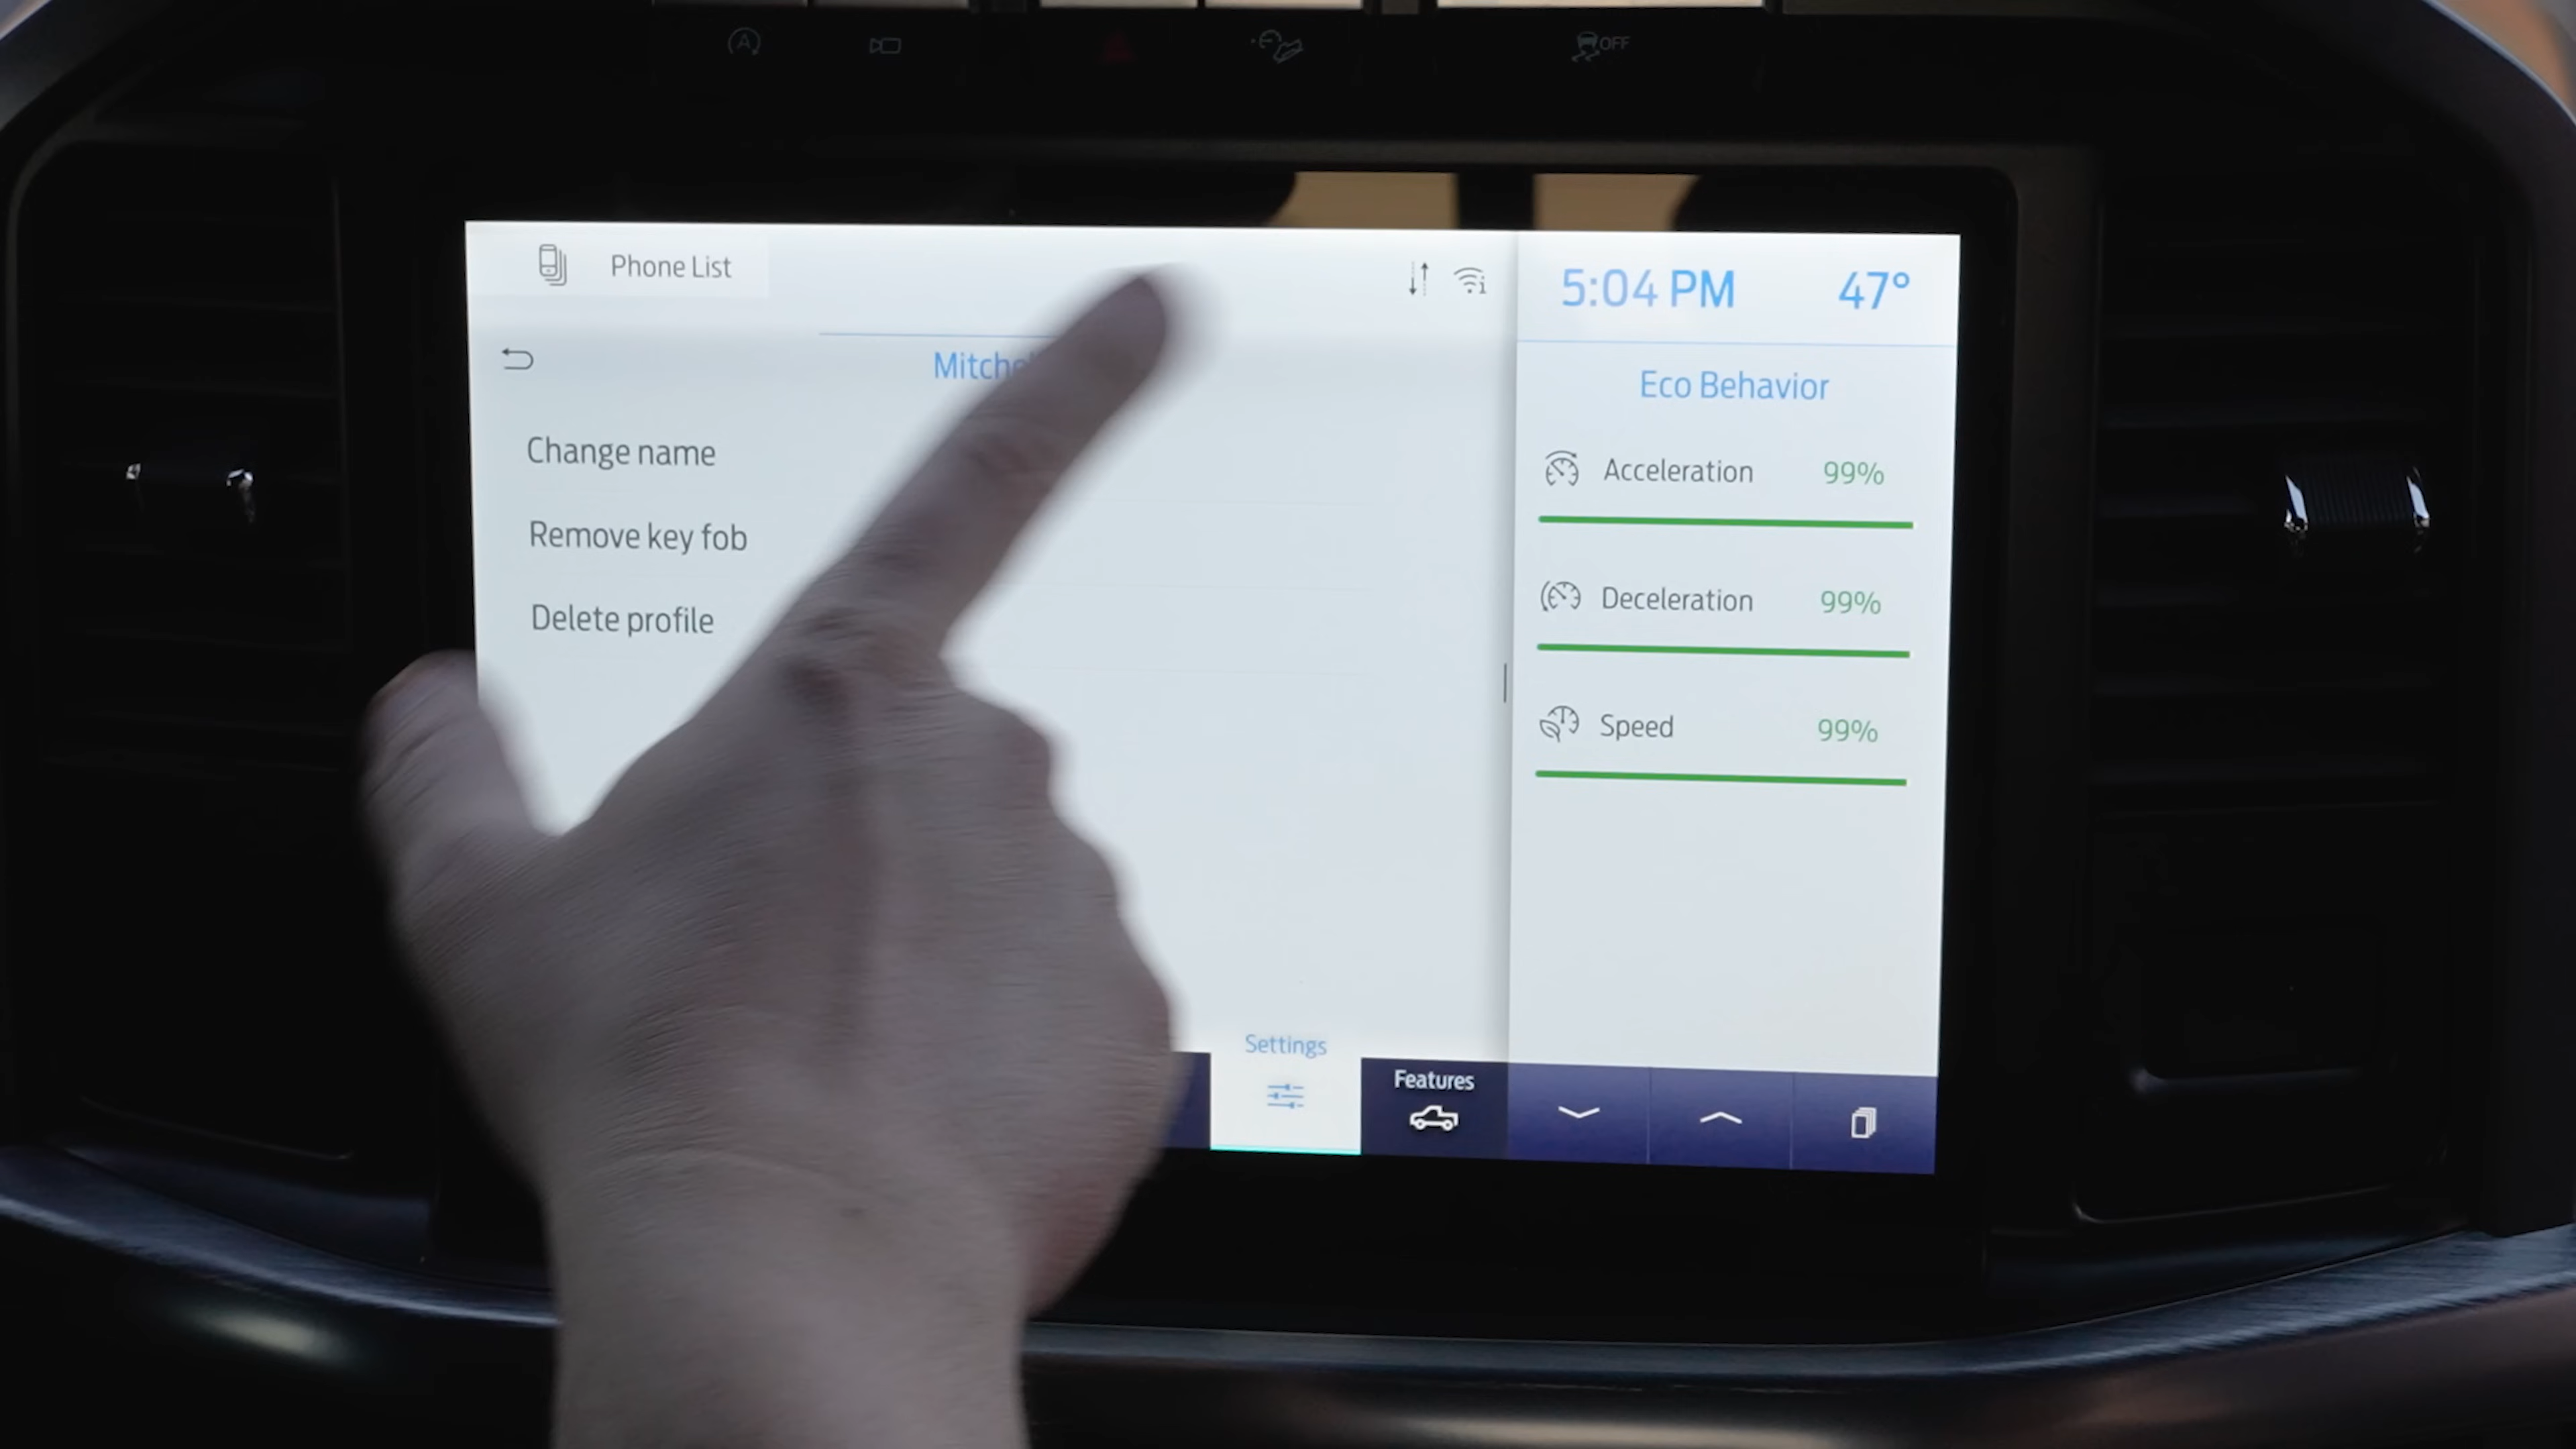 OFF
Phone List
5:04 PM
47°
Change name
Remove key fob
Delete profile
Eco Behavior
Acceleration 99%
Deceleration 99%
Speed 99%
Settings
Features